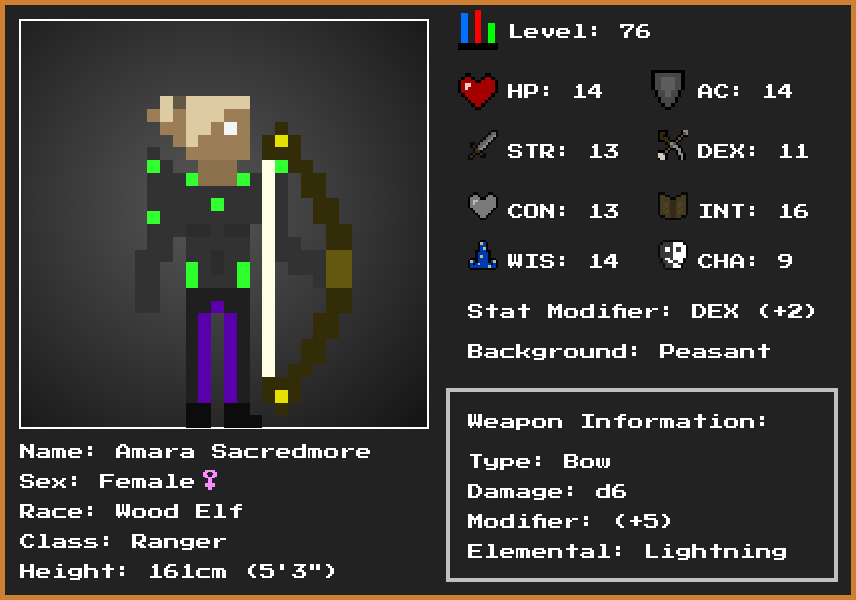 Level: 76
HP: 14
AC: 14
STR: 13
DEX: 11
CON: 13
INT: 16
WIS: 14
CHA: 9
Stat Modifier: DEX (+2)
Background: Peasant
Weapon Information:
Type: Bow
Damage: d6
Modifier: (+5)
Elemental: Lightning
Name: Amara Sacredmore
Sex: Female♀
Race: Wood Elf
Class: Ranger
Height: 161cm (5'3")